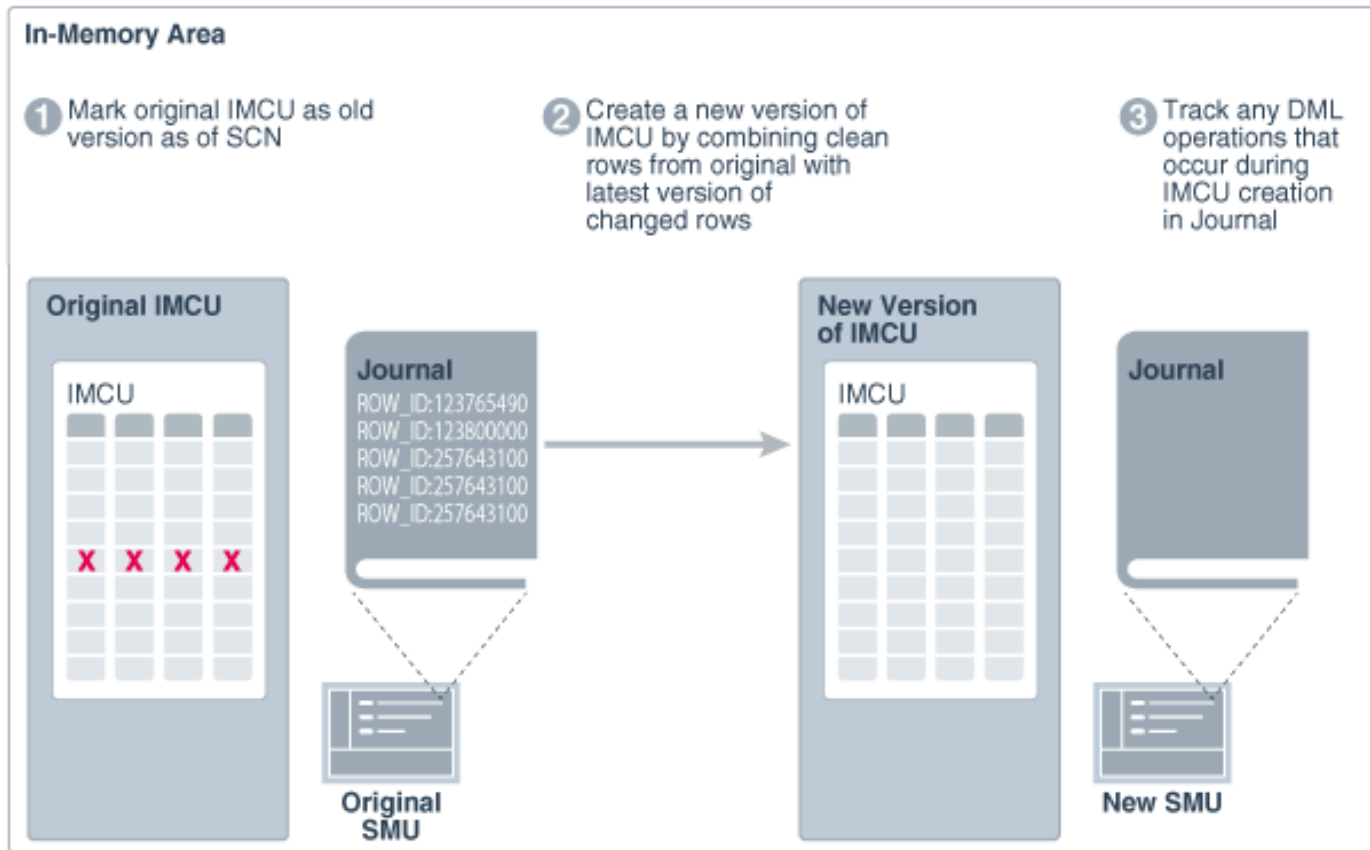 In-Memory Area
1 Mark original IMCU as old
version as of SCN
2 Create a new version of
IMCU by combining clean
rows from original with
latest version of
changed rows
3 Track any DML
operations that
occur during
IMCU creation
in Journal
Original IMCU
IMCU
X X X X
Journal
ROW_ID:123765490
ROW_ID:123800000
ROW_ID:257643100
ROW_ID:257643100
ROW_ID:257643100
Original
SMU
New Version
of IMCU
IMCU
Journal
New SMU